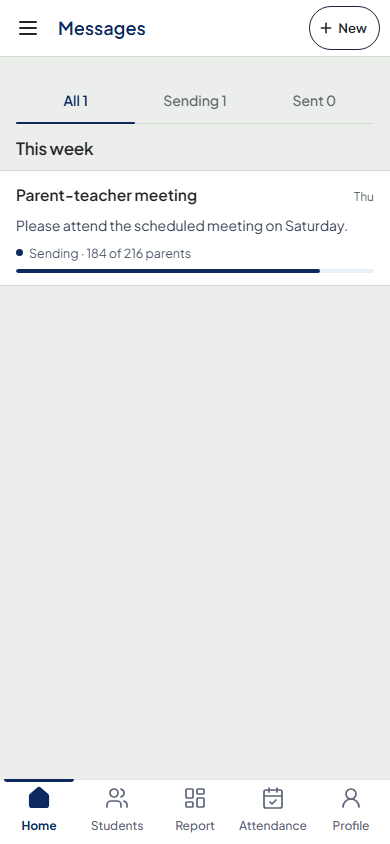 Messages
+ New
All 1
Sending 1
Sent 0
This week
Parent-teacher meeting
Thu
Please attend the scheduled meeting on Saturday.
Sending · 184 of 216 parents
Home
Students
Report
Attendance
Profile